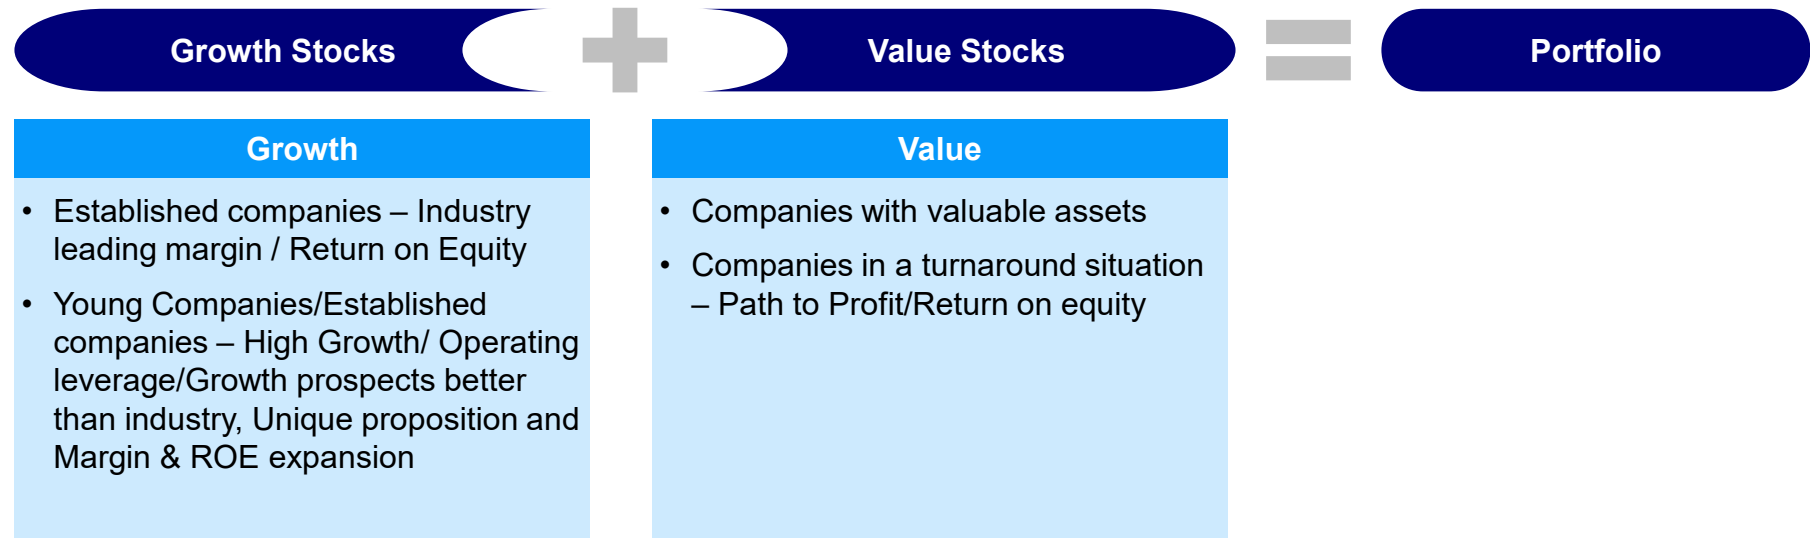 Growth Stocks
Value Stocks
Portfolio
Growth
• Established companies – Industry
leading margin / Return on Equity
• Young Companies/Established
companies – High Growth/ Operating
leverage/Growth prospects better
than industry, Unique proposition and
Margin & ROE expansion
Value
• Companies with valuable assets
• Companies in a turnaround situation
– Path to Profit/Return on equity